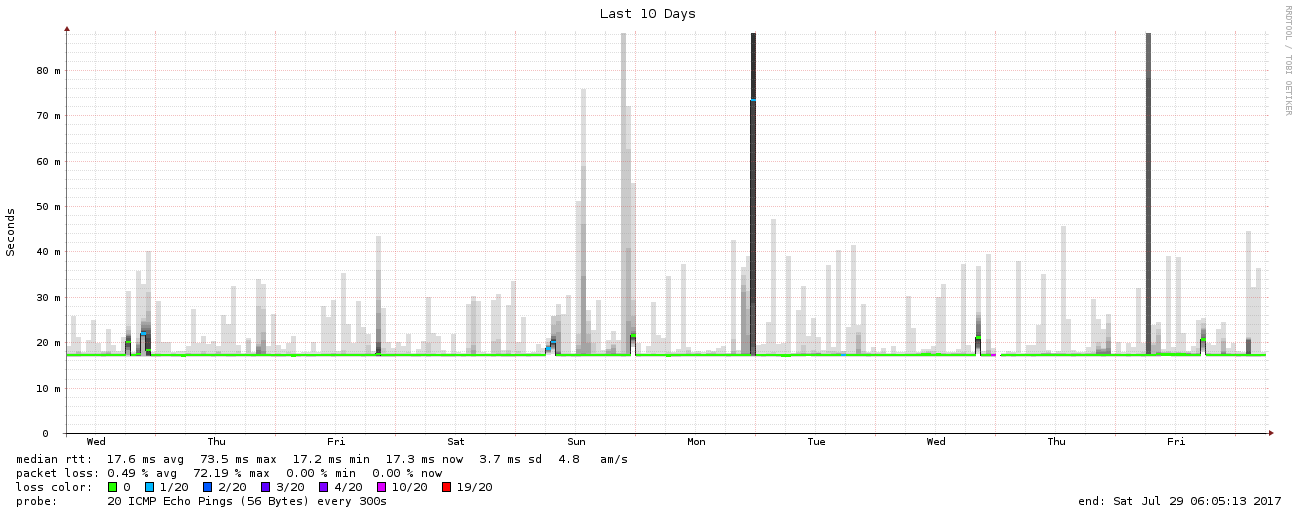 Last 10 Days
RRDTOOL / TOBI OETIKER
Seconds
80 m
70 m
60 m
50 m
40 m
30 m
20 m
10 m
0
Wed Thu Fri Sat Sun Mon Tue Wed Thu Fri
median rtt: 17.6 ms avg 73.5 ms max 17.2 ms min 17.3 ms now 3.7 ms sd 4.8 am/s
packet loss: 0.49 % avg 72.19 % max 0.00 % min 0.00 % now
loss color: 0 1/20 2/20 3/20 4/20 10/20 19/20
probe: 20 ICMP Echo Pings (56 Bytes) every 300s
end: Sat Jul 29 06:05:13 2017